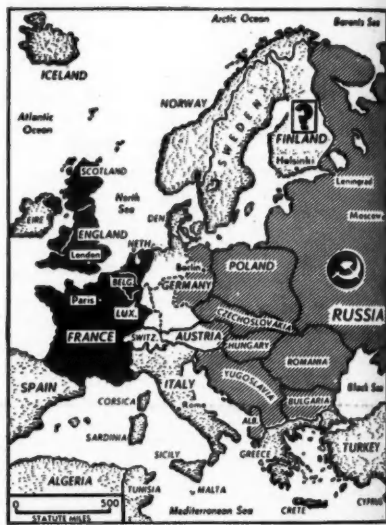 Arctic Ocean
Barents Sea
ICELAND
Atlantic
Ocean
NORWAY
SWEDEN
?
FINLAND
Helsinki
SCOTLAND
North
Sea
Leningrad
EIRE
ENGLAND
DEN.
Moscow
London
NETH.
Berlin
POLAND
BELG.
GERMANY
Paris
LUX.
CZECHOSLOVAKIA
RUSSIA
FRANCE
SWITZ.
AUSTRIA
HUNGARY
ROMANIA
SPAIN
ITALY
YUGOSLAVIA
Black Sea
CORSICA
Rome
BULGARIA
ALB.
SARDINIA
GREECE
TURKEY
SICILY
ALGERIA
TUNISIA
MALTA
0 500
STATUTE MILES
Mediterranean Sea
CRETE
CYPRUS